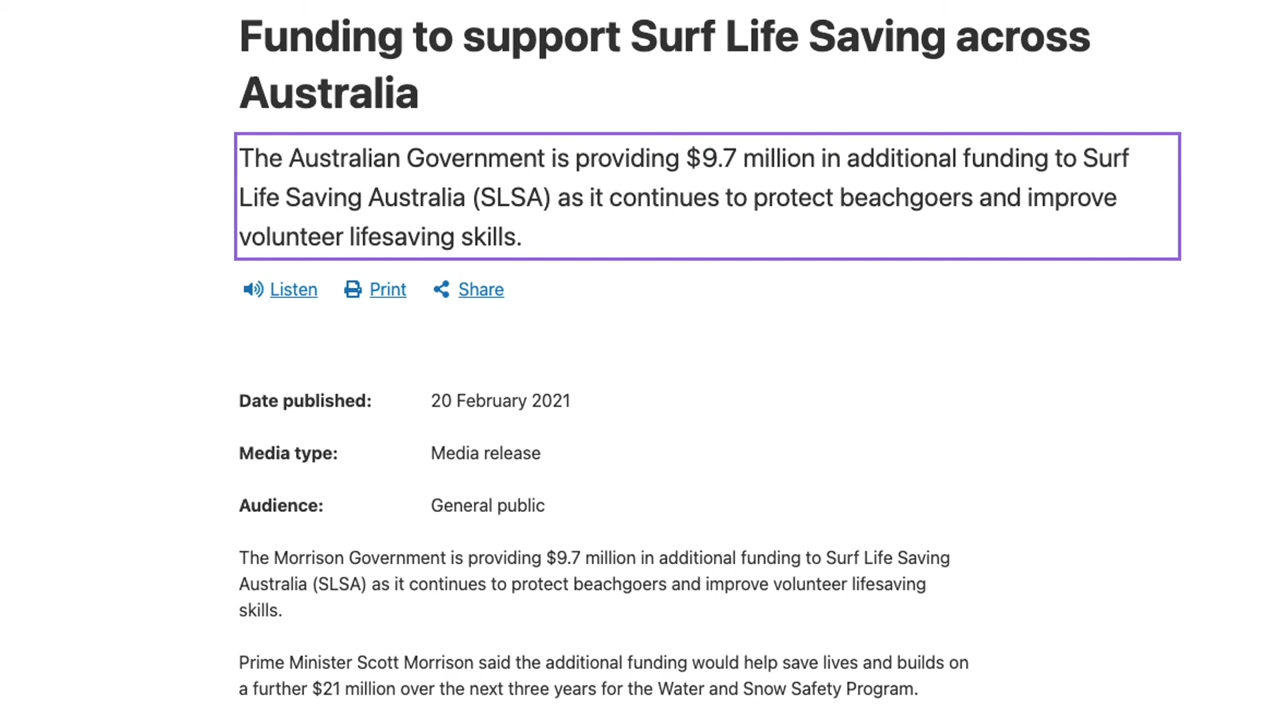 Funding to support Surf Life Saving across
Australia
The Australian Government is providing $9.7 million in additional funding to Surf
Life Saving Australia (SLSA) as it continues to protect beachgoers and improve
volunteer lifesaving skills.
Listen Print Share
Date published: 20 February 2021
Media type: Media release
Audience: General public
The Morrison Government is providing $9.7 million in additional funding to Surf Life Saving
Australia (SLSA) as it continues to protect beachgoers and improve volunteer lifesaving
skills.
Prime Minister Scott Morrison said the additional funding would help save lives and builds on
a further $21 million over the next three years for the Water and Snow Safety Program.